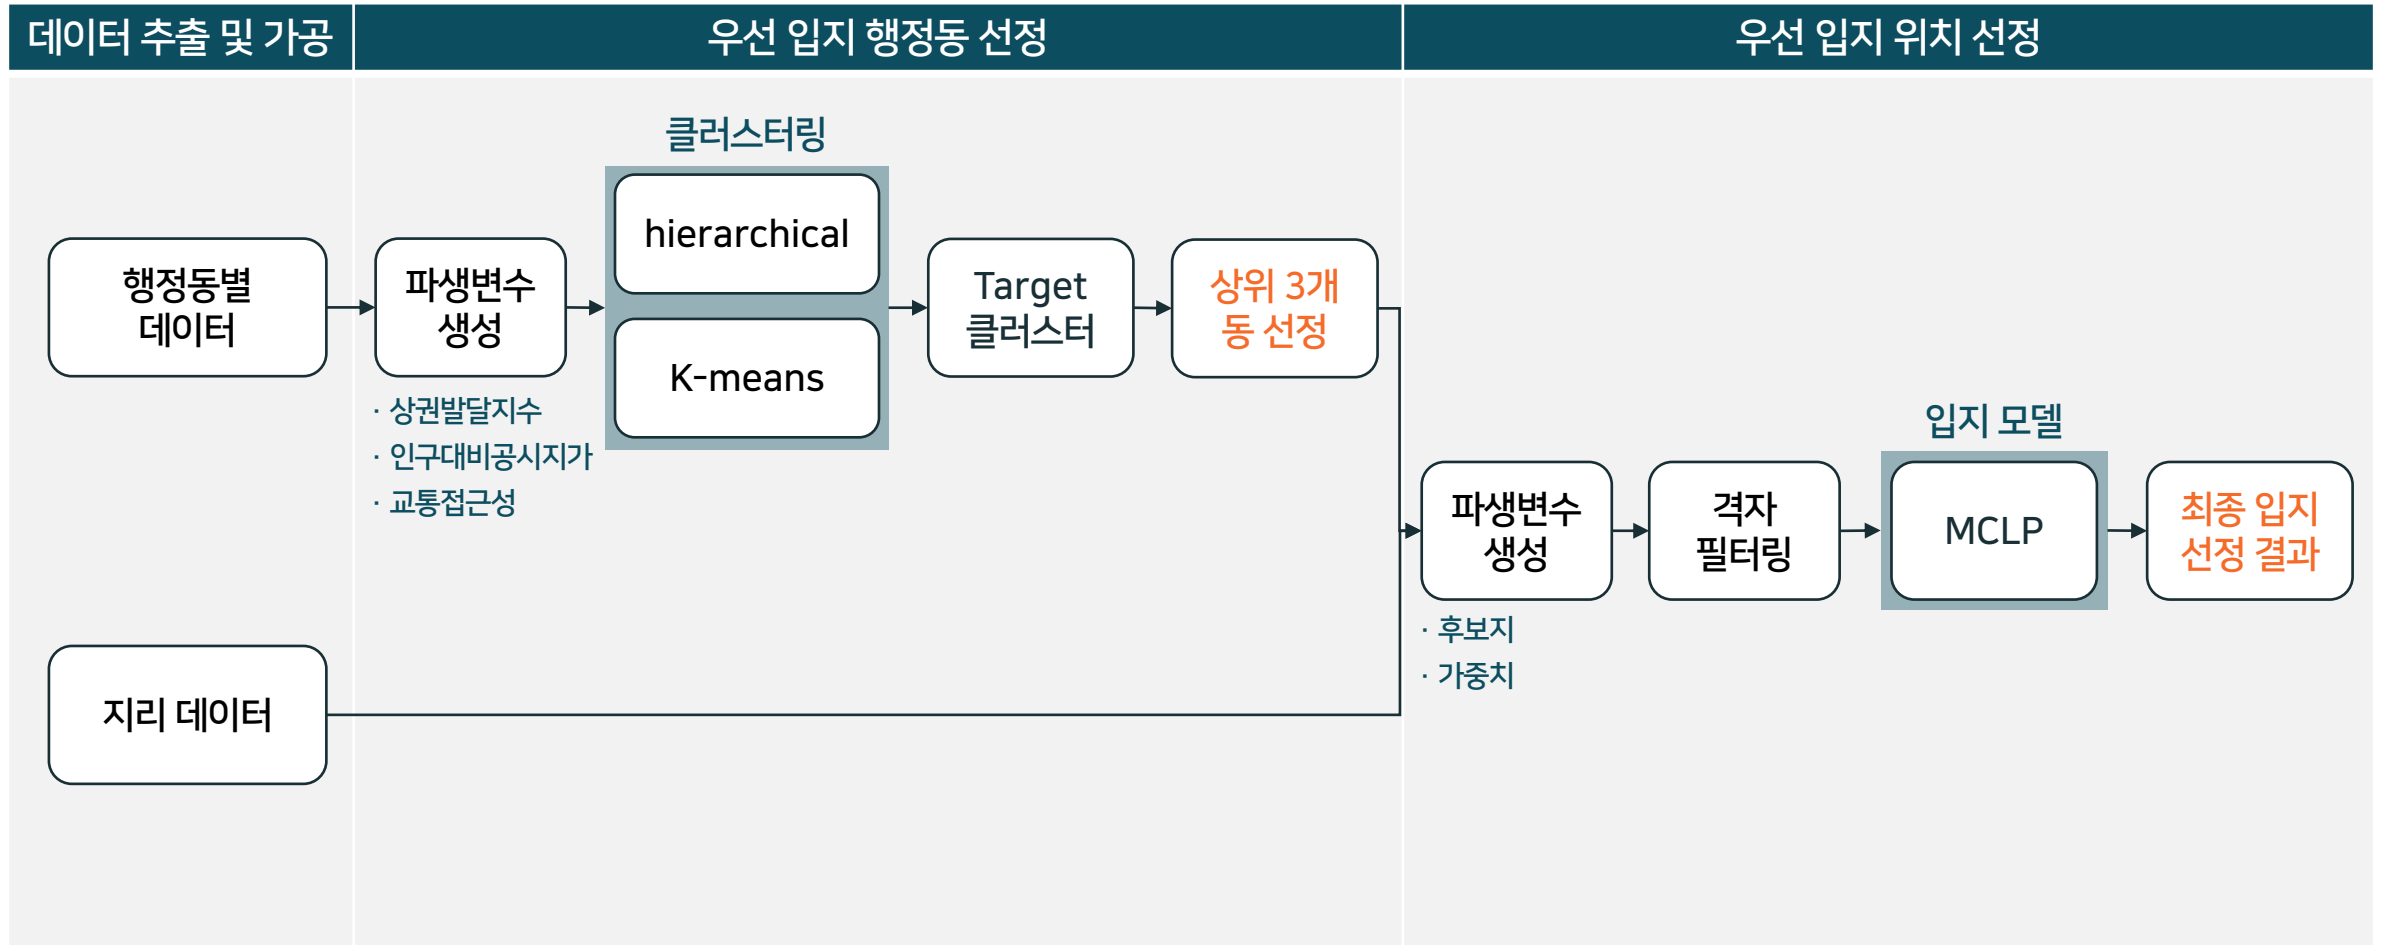 데이터 추출 및 가공
우선 입지 행정동 선정
우선 입지 위치 선정
행정동별
데이터
지리 데이터
파생변수
생성
· 상권발달지수
· 인구대비공시지가
· 교통접근성
클러스터링
hierarchical
K-means
Target
클러스터
상위 3개
동 선정
파생변수
생성
· 후보지
· 가중치
격자
필터링
입지 모델
MCLP
최종 입지
선정 결과